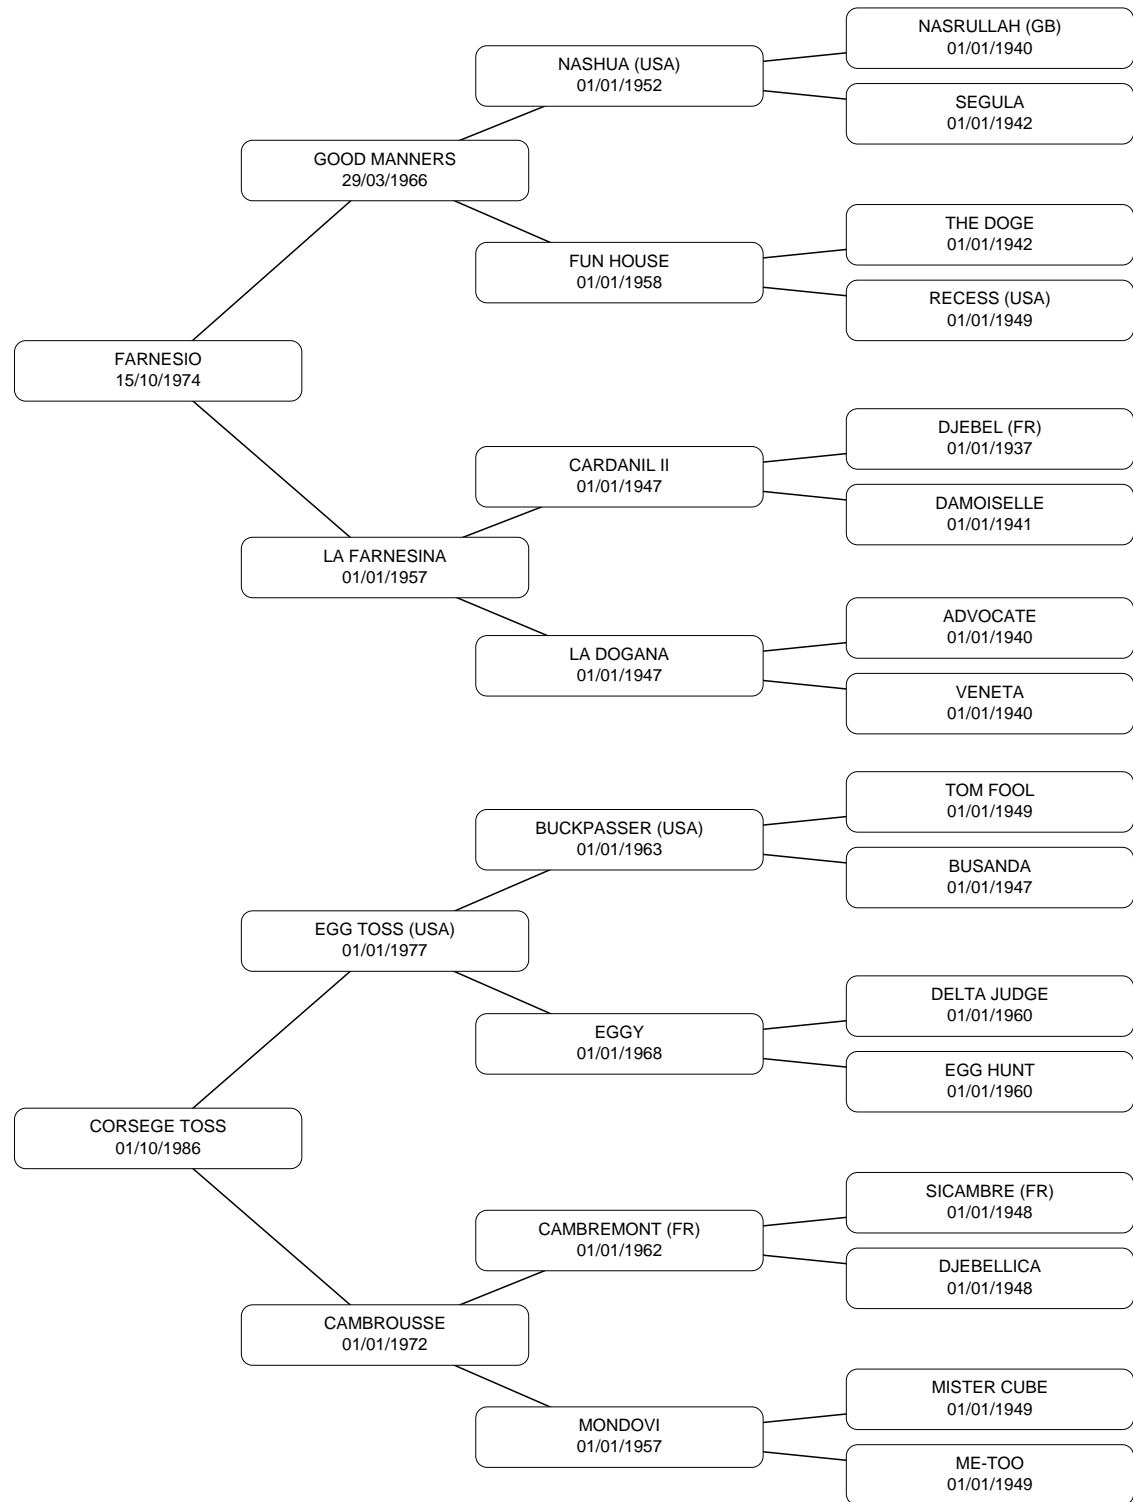 NASRULLAH (GB)
01/01/1940
NASHUA (USA)
01/01/1952
SEGULA
01/01/1942
GOOD MANNERS
29/03/1966
THE DOGE
01/01/1942
FUN HOUSE
01/01/1958
RECESS (USA)
01/01/1949
FARNESIO
15/10/1974
DJEBEL (FR)
01/01/1937
CARDANIL II
01/01/1947
DAMOISELLE
01/01/1941
LA FARNESINA
01/01/1957
ADVOCATE
01/01/1940
LA DOGANA
01/01/1947
VENETA
01/01/1940
TOM FOOL
01/01/1949
BUCKPASSER (USA)
01/01/1963
BUSANDA
01/01/1947
EGG TOSS (USA)
01/01/1977
DELTA JUDGE
01/01/1960
EGGY
01/01/1968
EGG HUNT
01/01/1960
CORSEGE TOSS
01/10/1986
SICAMBRE (FR)
01/01/1948
CAMBREMONT (FR)
01/01/1962
DJEBELLICA
01/01/1948
CAMBROUSSE
01/01/1972
MISTER CUBE
01/01/1949
MONDOVI
01/01/1957
ME-TOO
01/01/1949